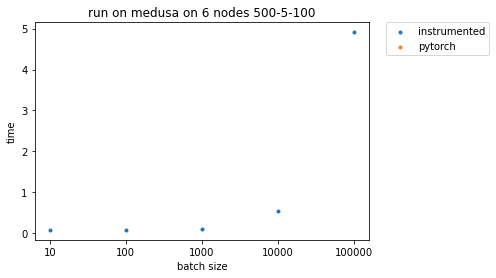 run on medusa on 6 nodes 500-5-100
instrumented
pytorch
5
4
3
2
1
0
time
10 100 1000 10000 100000
batch size